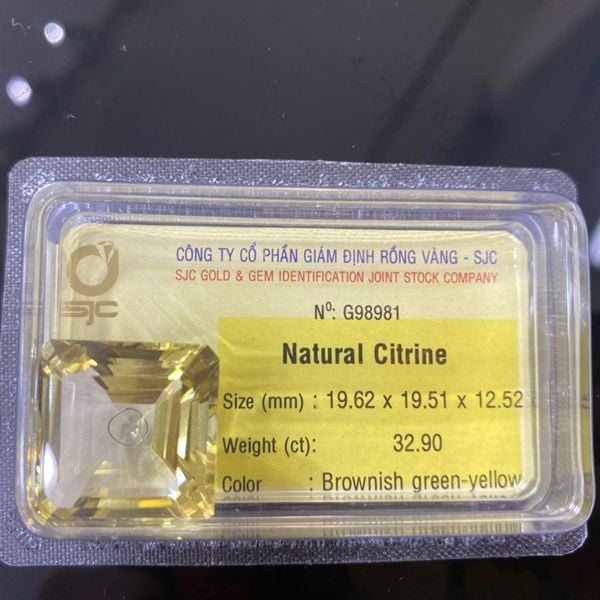 CÔNG TY CỔ PHẦN GIÁM ĐỊNH RỒNG VÀNG - SJC
SJC GOLD & GEM IDENTIFICATION JOINT STOCK COMPANY
sjc
Nº: G98981
Natural Citrine
Size (mm) : 19.62 x 19.51 x 12.52
Weight (ct): 32.90
Color : Brownish green-yellow